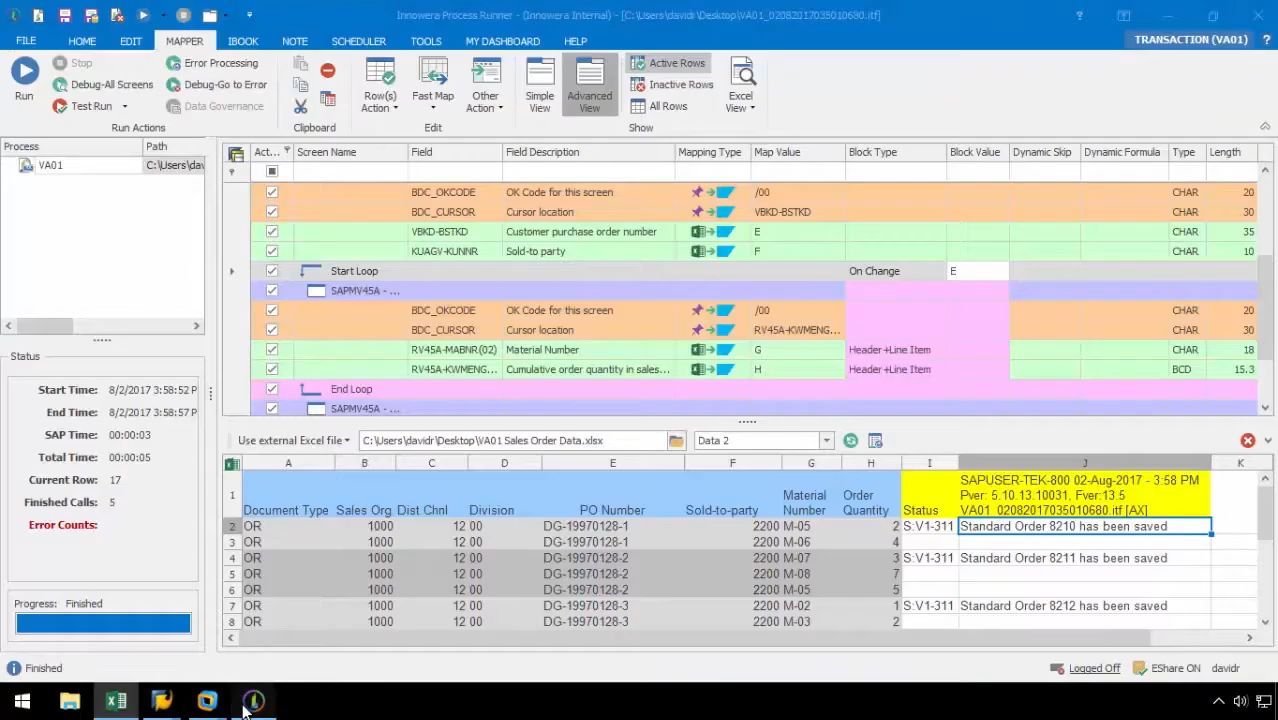 Innowera Process Runner - (Innowera Internal) - [C:\Users\davidr\Desktop\VA01_02082017035010680.itf]
FILE HOME EDIT MAPPER IBOOK NOTE SCHEDULER TOOLS MY DASHBOARD HELP TRANSACTION (VA01)
Run
Stop
Debug-All Screens
Test Run
Error Processing
Debug-Go to Error
Data Governance
Run Actions
Clipboard
Row(s) Action
Fast Map
Other Action
Edit
Simple View
Advanced View
Active Rows
Inactive Rows
All Rows
Excel View
Show
Process Path
VA01 C:\Users\dav
Act... Screen Name Field Field Description Mapping Type Map Value Block Type Block Value Dynamic Skip Dynamic Formula Type Length
BDC_OKCODE OK Code for this screen /00 CHAR 20
BDC_CURSOR Cursor location VBKD-BSTKD CHAR 30
VBKD-BSTKD Customer purchase order number E CHAR 35
KUAGV-KUNNR Sold-to party F CHAR 10
Start Loop On Change E
SAPMV45A - ...
BDC_OKCODE OK Code for this screen /00 CHAR 20
BDC_CURSOR Cursor location RV45A-KWMENG... CHAR 30
RV45A-MABNR(02) Material Number G Header+Line Item CHAR 18
RV45A-KWMENG... Cumulative order quantity in sales... H Header+Line Item BCD 15.3
End Loop
SAPMV45A - ...
Status
Start Time: 8/2/2017 3:58:52 P
End Time: 8/2/2017 3:58:57 P
SAP Time: 00:00:03
Total Time: 00:00:05
Current Row: 17
Finished Calls: 5
Error Counts:
Progress: Finished
Use external Excel file C:\Users\davidr\Desktop\VA01 Sales Order Data.xlsx Data 2
A B C D E F G H I J K
1 Document Type Sales Org Dist Chnl Division PO Number Sold-to-party Material Number Order Quantity Status
SAPUSER-TEK-800 02-Aug-2017 - 3:58 PM
Pver: 5.10.13.10031, Fver:13.5
VA01_02082017035010680.itf [AX]
2 OR 1000 12 00 DG-19970128-1 2200 M-05 2 S:V1-311 Standard Order 8210 has been saved
3 OR 1000 12 00 DG-19970128-1 2200 M-06 4
4 OR 1000 12 00 DG-19970128-2 2200 M-07 3 S:V1-311 Standard Order 8211 has been saved
5 OR 1000 12 00 DG-19970128-2 2200 M-08 7
6 OR 1000 12 00 DG-19970128-2 2200 M-05 5
7 OR 1000 12 00 DG-19970128-3 2200 M-02 1 S:V1-311 Standard Order 8212 has been saved
8 OR 1000 12 00 DG-19970128-3 2200 M-03 2
Finished Logged Off EShare ON davidr